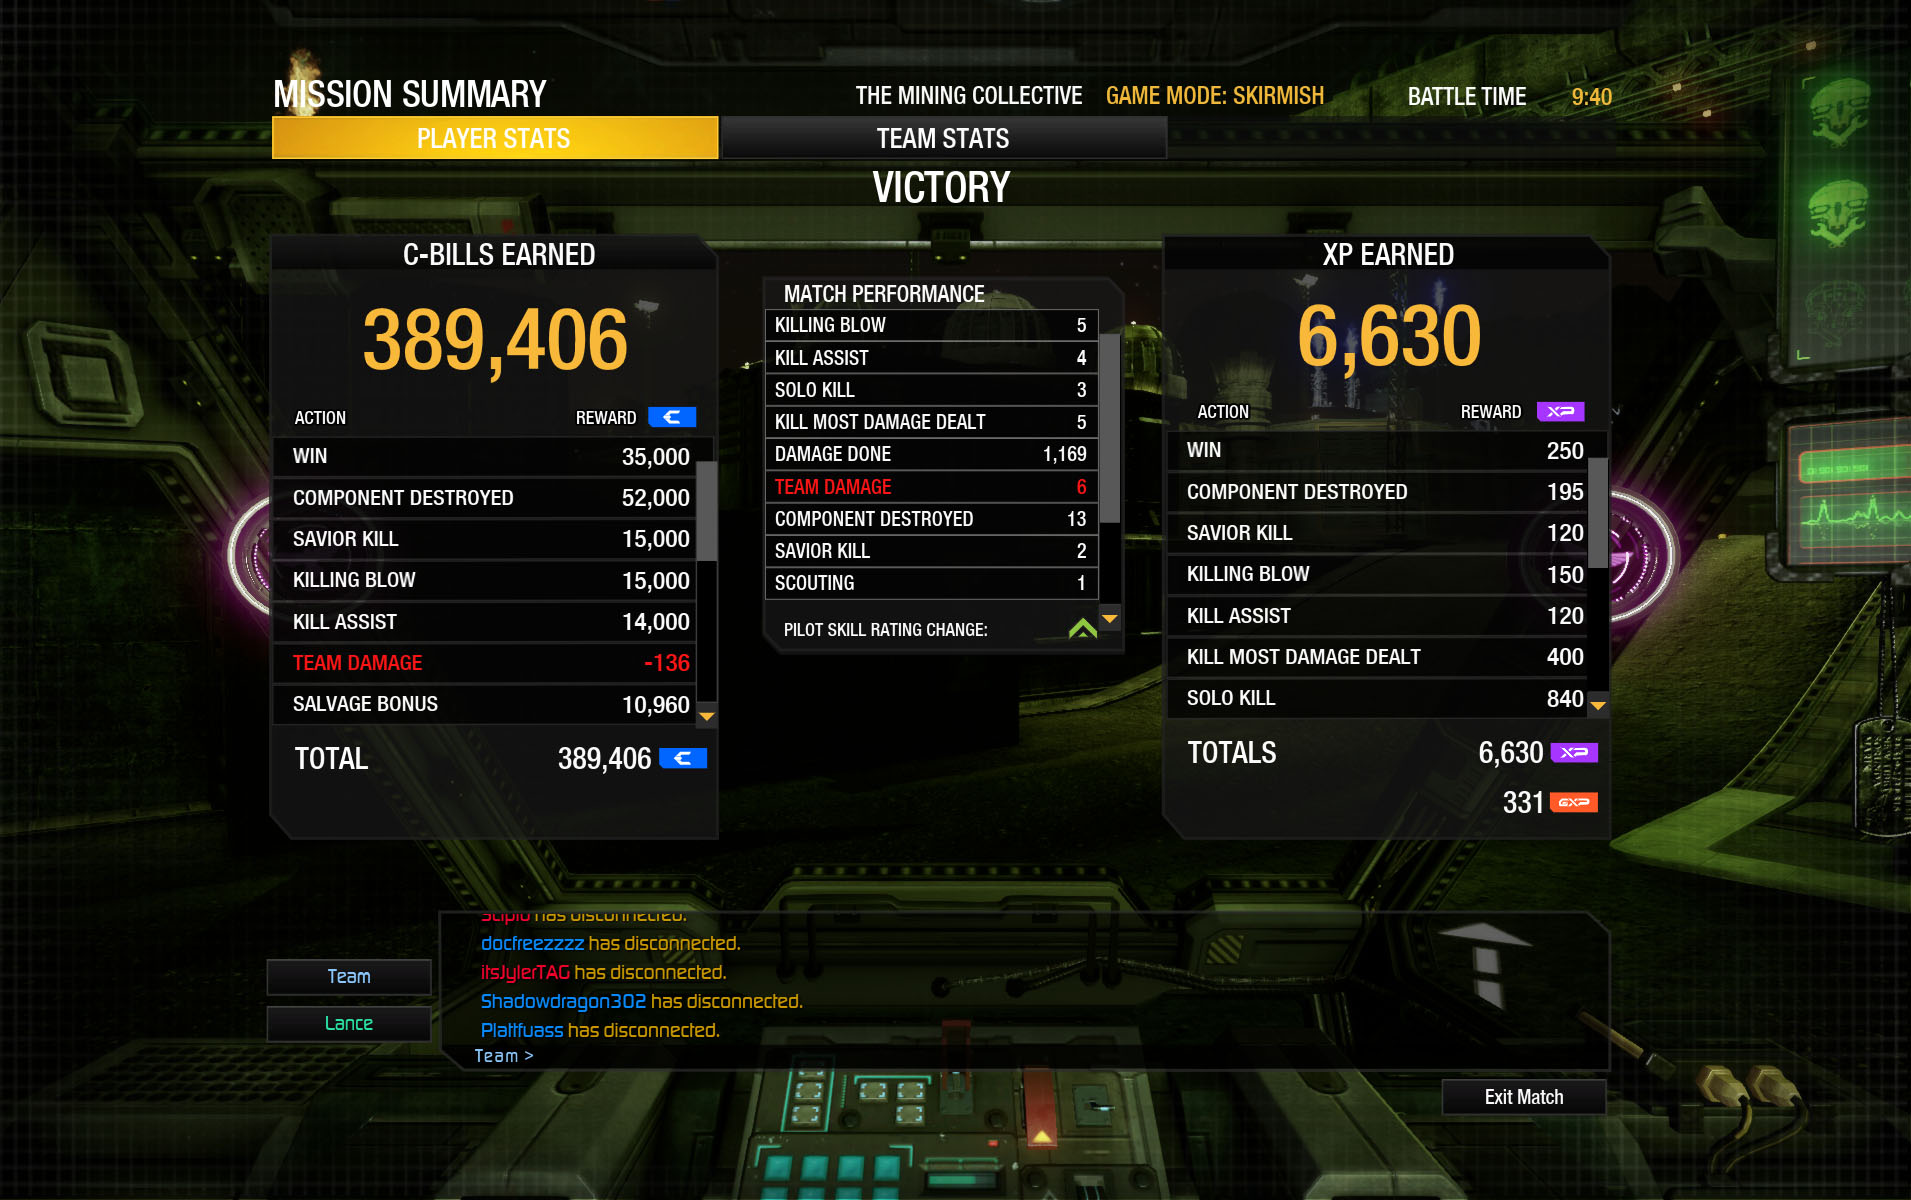 MISSION SUMMARY
THE MINING COLLECTIVE GAME MODE: SKIRMISH BATTLE TIME 9:40
PLAYER STATS TEAM STATS
VICTORY
C-BILLS EARNED
389,406
ACTION REWARD
WIN 35,000
COMPONENT DESTROYED 52,000
SAVIOR KILL 15,000
KILLING BLOW 15,000
KILL ASSIST 14,000
TEAM DAMAGE -136
SALVAGE BONUS 10,960
TOTAL 389,406
MATCH PERFORMANCE
KILLING BLOW 5
KILL ASSIST 4
SOLO KILL 3
KILL MOST DAMAGE DEALT 5
DAMAGE DONE 1,169
TEAM DAMAGE 6
COMPONENT DESTROYED 13
SAVIOR KILL 2
SCOUTING 1
PILOT SKILL RATING CHANGE:
XP EARNED
6,630
ACTION REWARD XP
WIN 250
COMPONENT DESTROYED 195
SAVIOR KILL 120
KILLING BLOW 150
KILL ASSIST 120
KILL MOST DAMAGE DEALT 400
SOLO KILL 840
TOTALS 6,630 XP
331 GXP
Team
Lance
has disconnected.
docfreezzzz has disconnected.
itsJylerTAG has disconnected.
Shadowdragon302 has disconnected.
Plattfuass has disconnected.
Team >
Exit Match